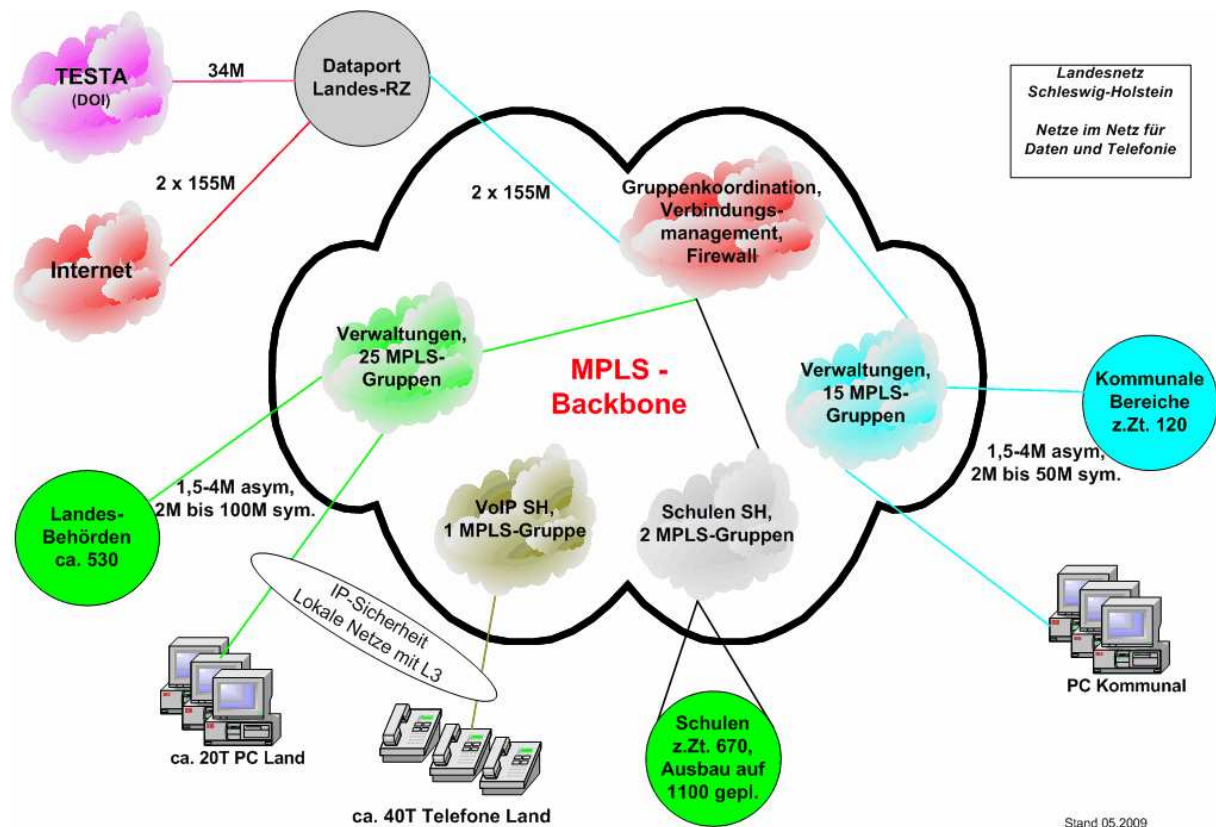 TESTA
(DOI)
34M
Dataport
Landes-RZ
Landesnetz
Schleswig-Holstein
Netze im Netz für
Daten und Telefonie
2 x 155M
2 x 155M
Internet
Gruppenkoordination,
Verbindungs-
management,
Firewall
Verwaltungen,
25 MPLS-
Gruppen
MPLS -
Backbone
Verwaltungen,
15 MPLS-
Gruppen
Kommunale
Bereiche
z.Zt. 120
1,5-4M asym,
2M bis 100M sym.
1,5-4M asym,
2M bis 50M sym.
Landes-
Behörden
ca. 530
VoIP SH,
1 MPLS-Gruppe
Schulen SH,
2 MPLS-Gruppen
IP-Sicherheit
Lokale Netze mit L3
ca. 20T PC Land
ca. 40T Telefone Land
Schulen
z.Zt. 670,
Ausbau auf
1100 gepl.
PC Kommunal
Stand 05.2009